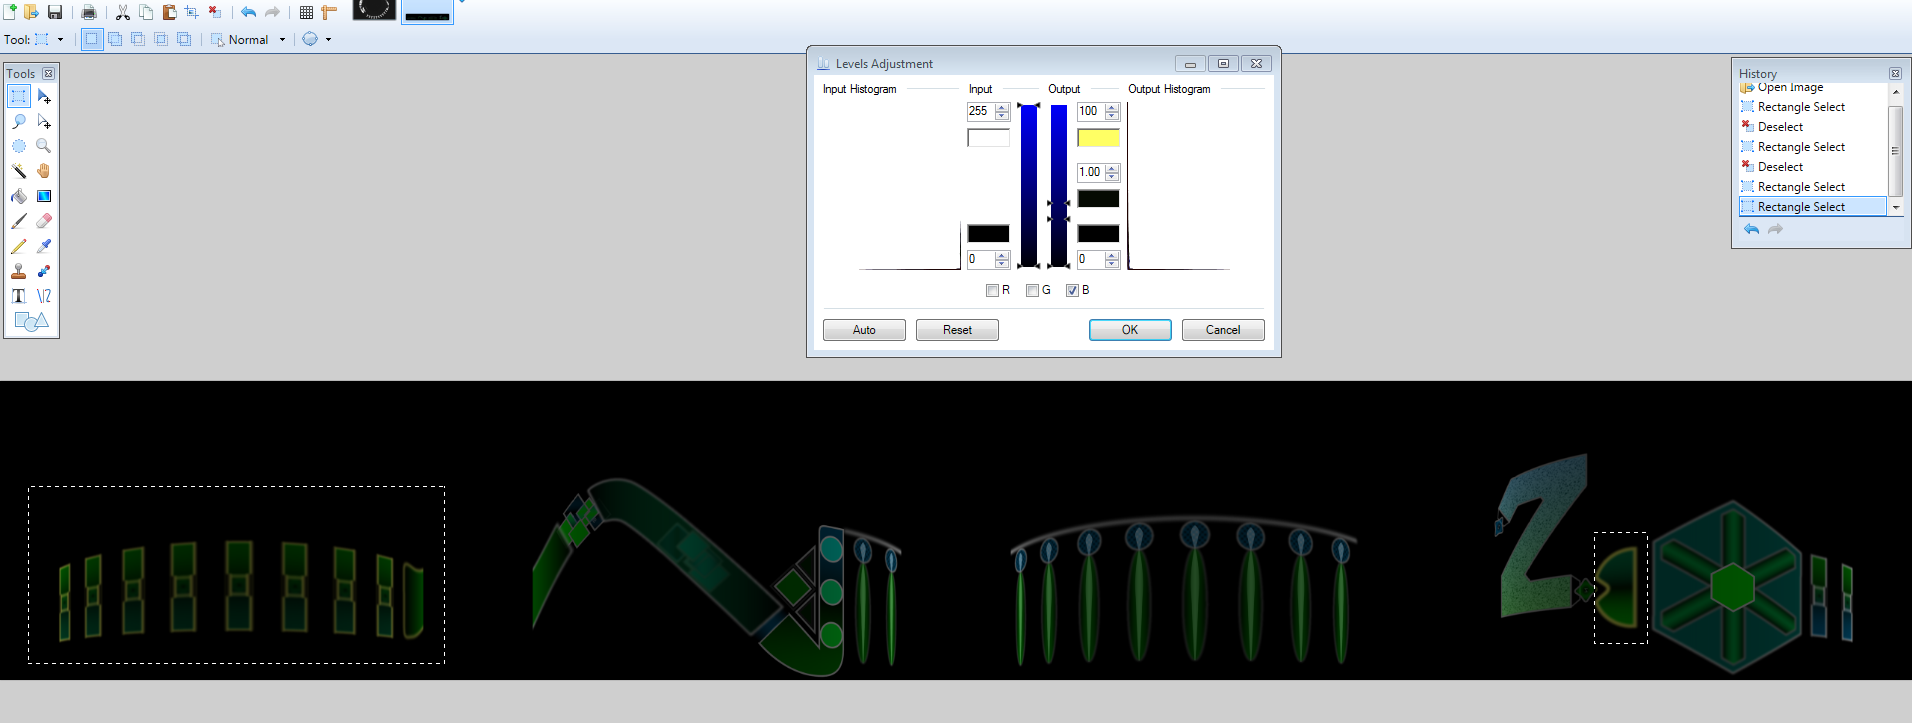 Tool:
Normal
Tools
Levels Adjustment
Input Histogram
Input
Output
Output Histogram
255
100
1.00
0
0
R
G
B
Auto
Reset
OK
Cancel
History
Open Image
Rectangle Select
Deselect
Rectangle Select
Deselect
Rectangle Select
Rectangle Select